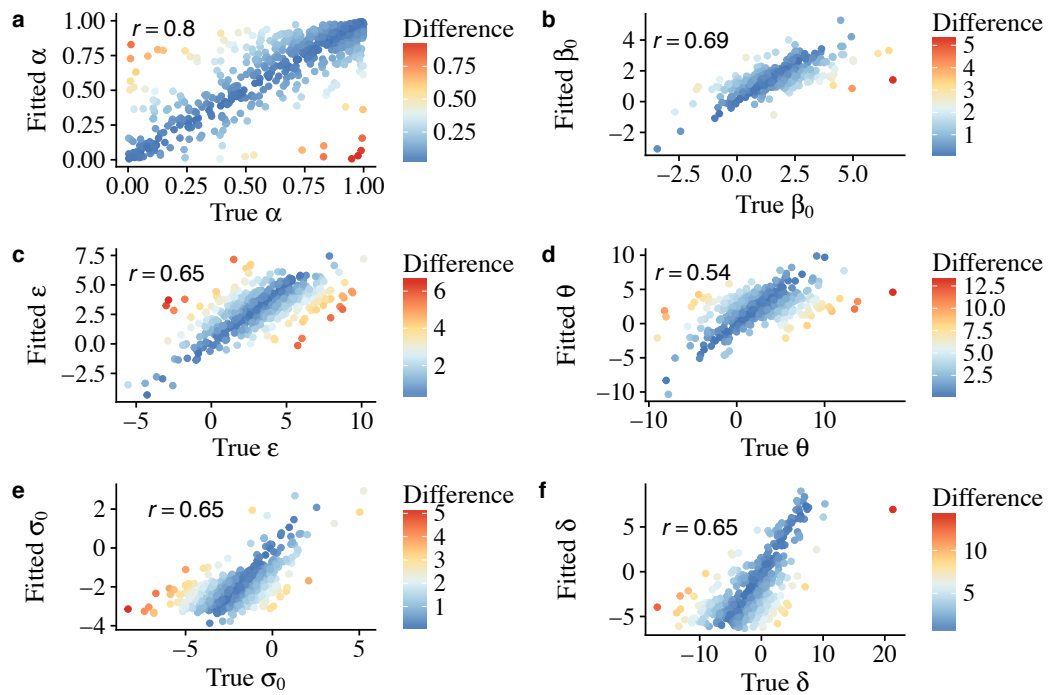 a
r = 0.8
Difference
1.00
0.75
0.50
0.25
0.00
Fitted α
0.00 0.25 0.50 0.75 1.00
True α
0.75
0.50
0.25
b
r = 0.69
Difference
4
2
0
−2
Fitted β0
−2.5 0.0 2.5 5.0
True β0
5
4
3
2
1
c
r = 0.65
Difference
7.5
5.0
2.5
0.0
−2.5
Fitted ε
−5 0 5 10
True ε
6
4
2
d
r = 0.54
Difference
10
5
0
−5
−10
Fitted θ
−10 0 10
True θ
12.5
10.0
7.5
5.0
2.5
e
r = 0.65
Difference
2
0
−2
−4
Fitted σ0
−5 0 5
True σ0
5
4
3
2
1
f
r = 0.65
Difference
5
0
−5
Fitted δ
−10 0 10 20
True δ
10
5